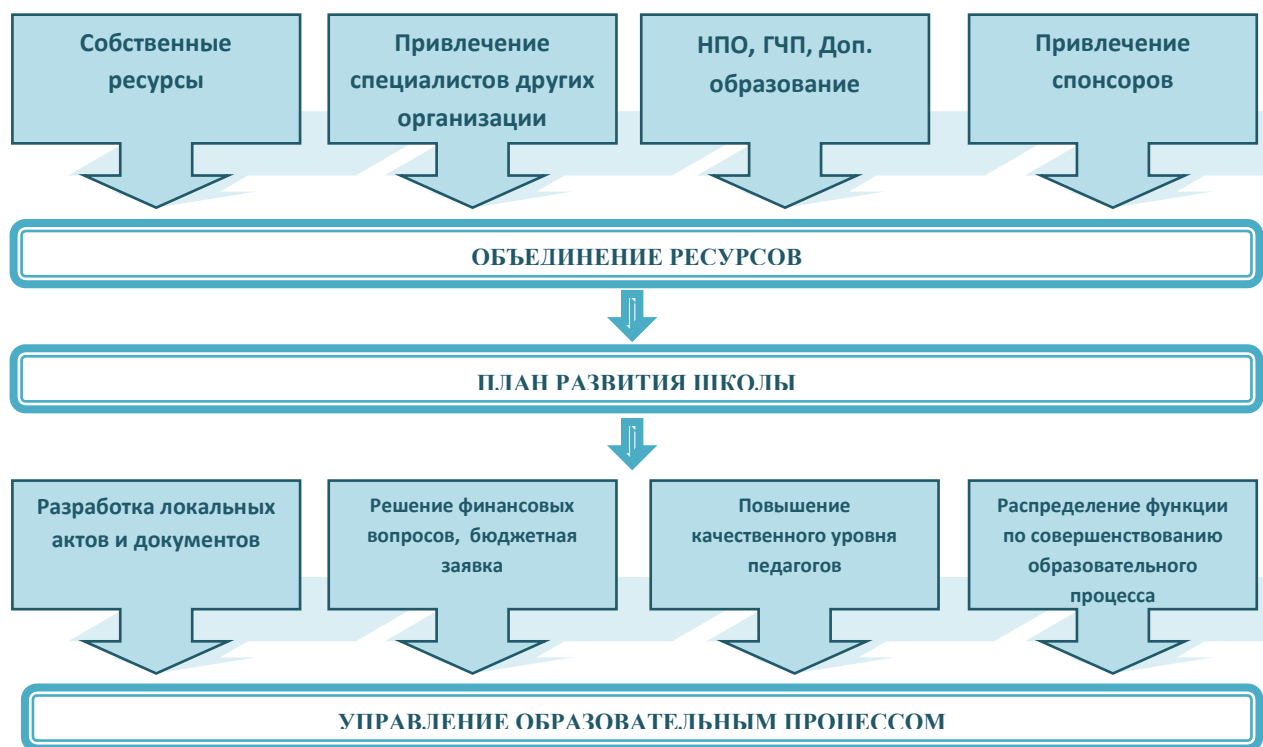 Собственные
ресурсы
Привлечение
специалистов других
организации
НПО, ГЧП, Доп.
образование
Привлечение
спонсоров
ОБЪЕДИНЕНИЕ РЕСУРСОВ
ПЛАН РАЗВИТИЯ ШКОЛЫ
Разработка локальных
актов и документов
Решение финансовых
вопросов, бюджетная
заявка
Повышение
качественного уровня
педагогов
Распределение функции
по совершенствованию
образовательного
процесса
УПРАВЛЕНИЕ ОБРАЗОВАТЕЛЬНЫМ ПРОЦЕССОМ